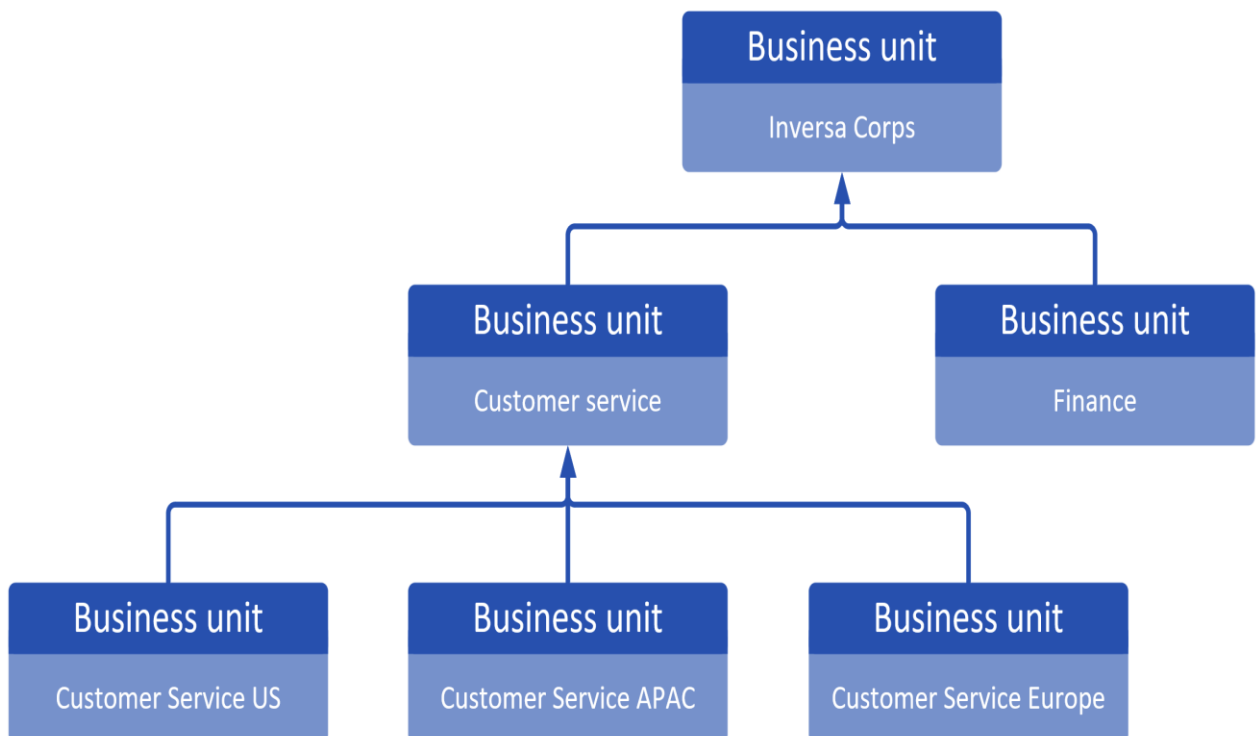 Business unit
Inversa Corps
Business unit
Customer service
Business unit
Finance
Business unit
Customer Service US
Business unit
Customer Service APAC
Business unit
Customer Service Europe